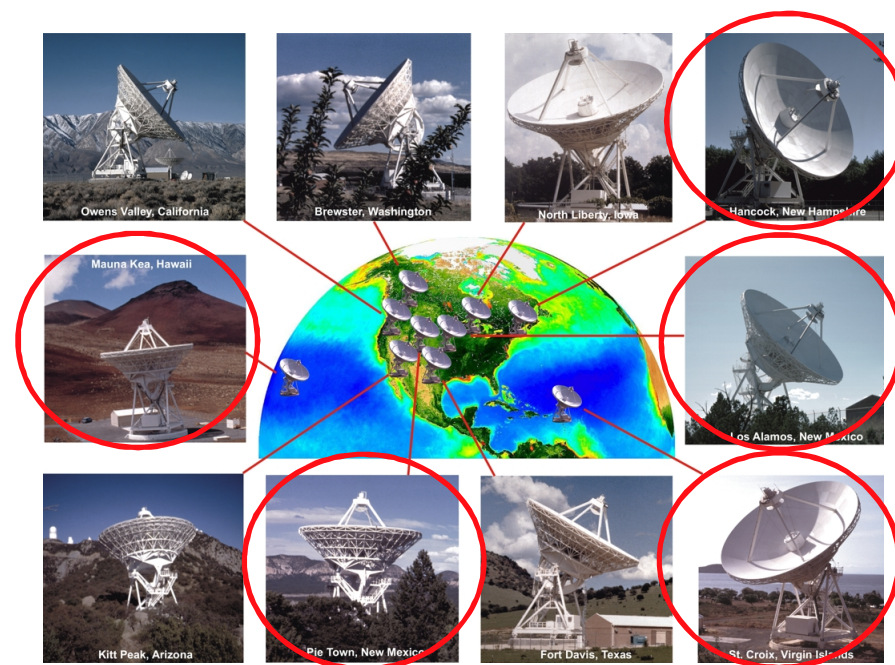 Owens Valley, California
Brewster, Washington
North Liberty, Iowa
Hancock, New Hampshire
Mauna Kea, Hawaii
Los Alamos, New Mexico
Kitt Peak, Arizona
Pie Town, New Mexico
Fort Davis, Texas
St. Croix, Virgin Islands